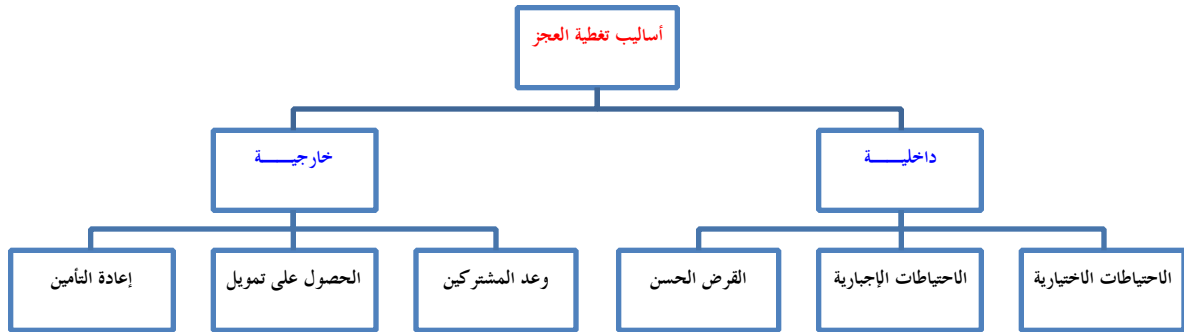 أساليب تغطية العجز
داخليـــــة
خارجيـــــة
الاحتياطات الاختيارية
الاحتياطات الإجبارية
القرض الحسن
وعد المشتركين
الحصول على تمويل
إعادة التأمين